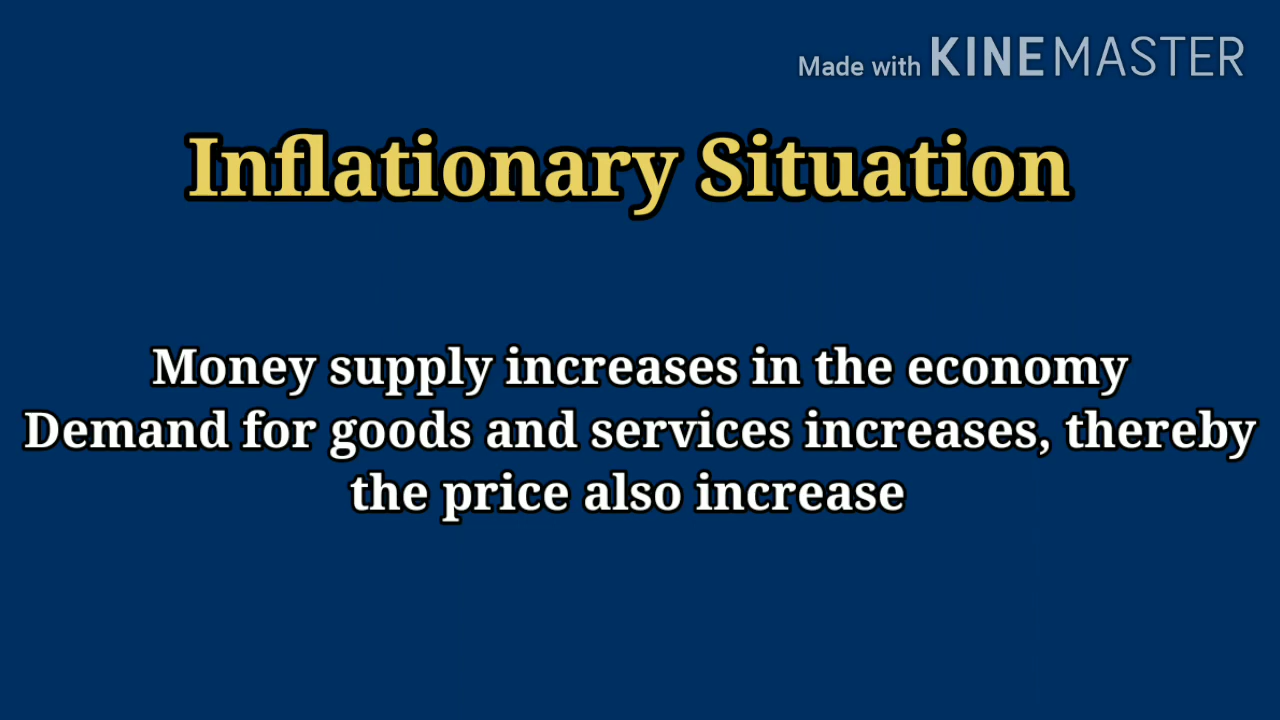 Made with KINEMASTER
Inflationary Situation
Money supply increases in the economy
Demand for goods and services increases, thereby
the price also increase